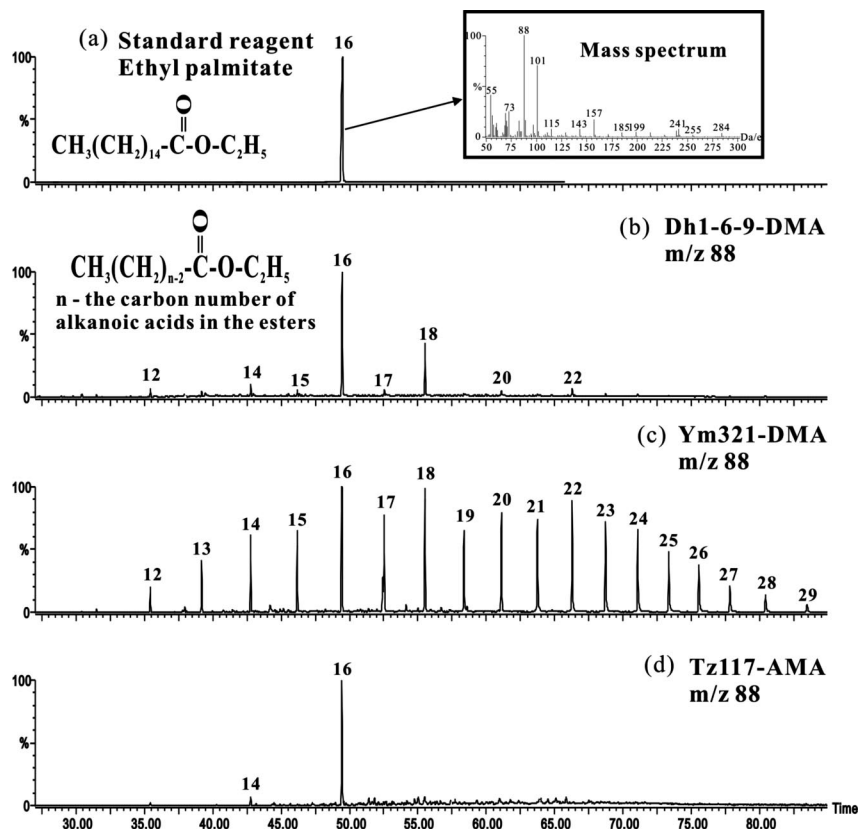 (a) Standard reagent
Ethyl palmitate
16
O
CH3(CH2)14-C-O-C2H5
100
%
0
Mass spectrum
100
%
0
88
101
55
73
115
143
157
185
199
241
255
284
Da/e
50 75 100 125 150 175 200 225 250 275 300
(b) Dh1-6-9-DMA
m/z 88
O
CH3(CH2)n-2-C-O-C2H5
n - the carbon number of
alkanoic acids in the esters
100
%
0
12 14 15 16 17 18 20 22
(c) Ym321-DMA
m/z 88
100
%
0
12 13 14 15 16 17 18 19 20 21 22 23 24 25 26 27 28 29
(d) Tz117-AMA
m/z 88
100
%
0
14 16
30.00 35.00 40.00 45.00 50.00 55.00 60.00 65.00 70.00 75.00 80.00 Time